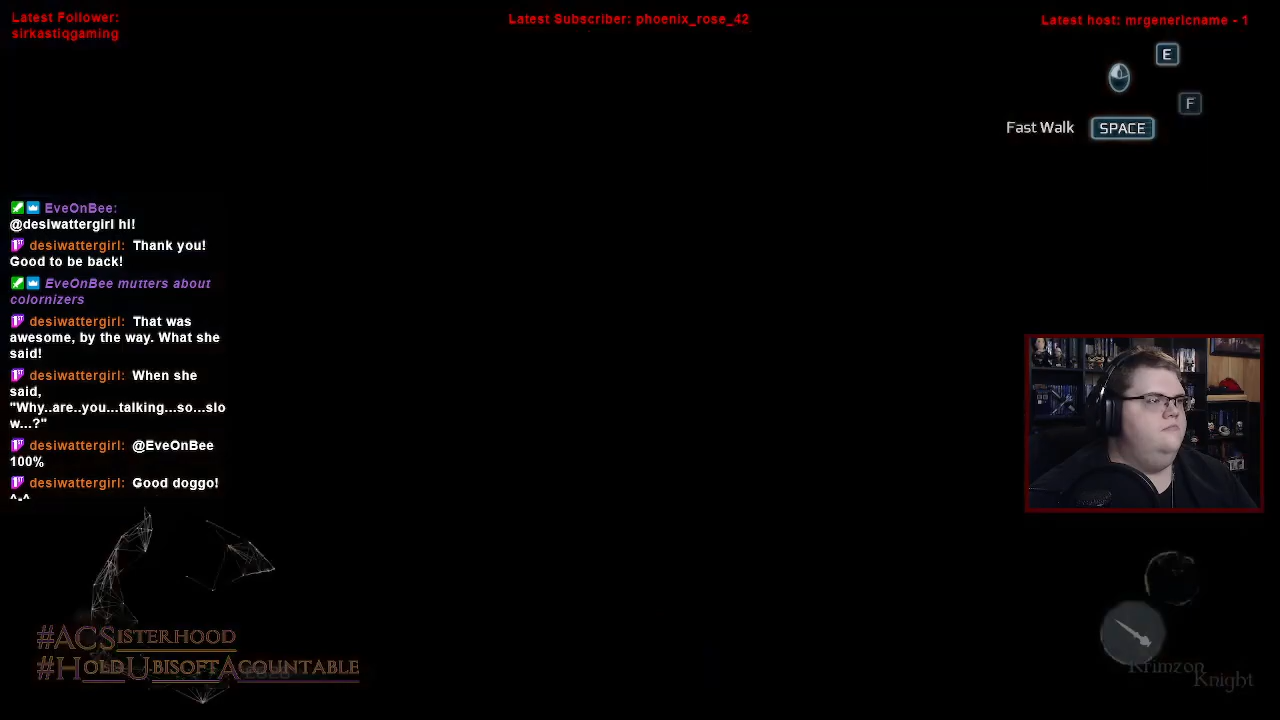 Latest Follower:
sirkastiqgaming
Latest Subscriber: phoenix_rose_42
Latest host: mrgenericname - 1
E
F
Fast Walk SPACE
EveOnBee:
@desiwattergirl hi!
desiwattergirl: Thank you!
Good to be back!
EveOnBee mutters about
colornizers
desiwattergirl: That was
awesome, by the way. What she
said!
desiwattergirl: When she
said,
"Why..are..you...talking...so...slo
w...?"
desiwattergirl: @EveOnBee
100%
desiwattergirl: Good doggo!
^-^
#ACSisterhood
#HoldUbisoftAcountable
Krimzon
Knight